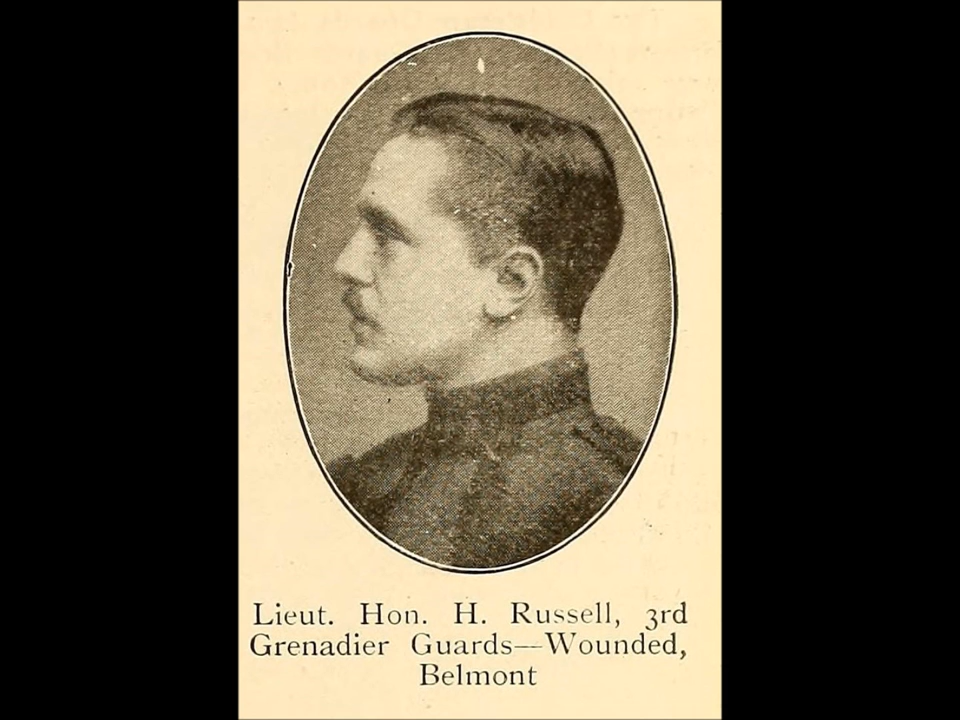 Lieut. Hon. H. Russell, 3rd
Grenadier Guards—Wounded,
Belmont